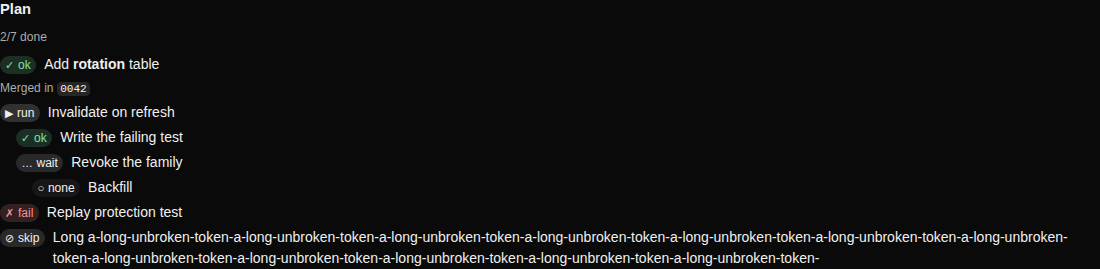 Plan
2/7 done
✓ ok Add rotation table
Merged in 0042
▶ run Invalidate on refresh
✓ ok Write the failing test
… wait Revoke the family
○ none Backfill
✗ fail Replay protection test
⊘ skip Long a-long-unbroken-token-a-long-unbroken-token-a-long-unbroken-token-a-long-unbroken-token-a-long-unbroken-token-a-long-unbroken-token-a-long-unbroken-
token-a-long-unbroken-token-a-long-unbroken-token-a-long-unbroken-token-a-long-unbroken-token-a-long-unbroken-token-